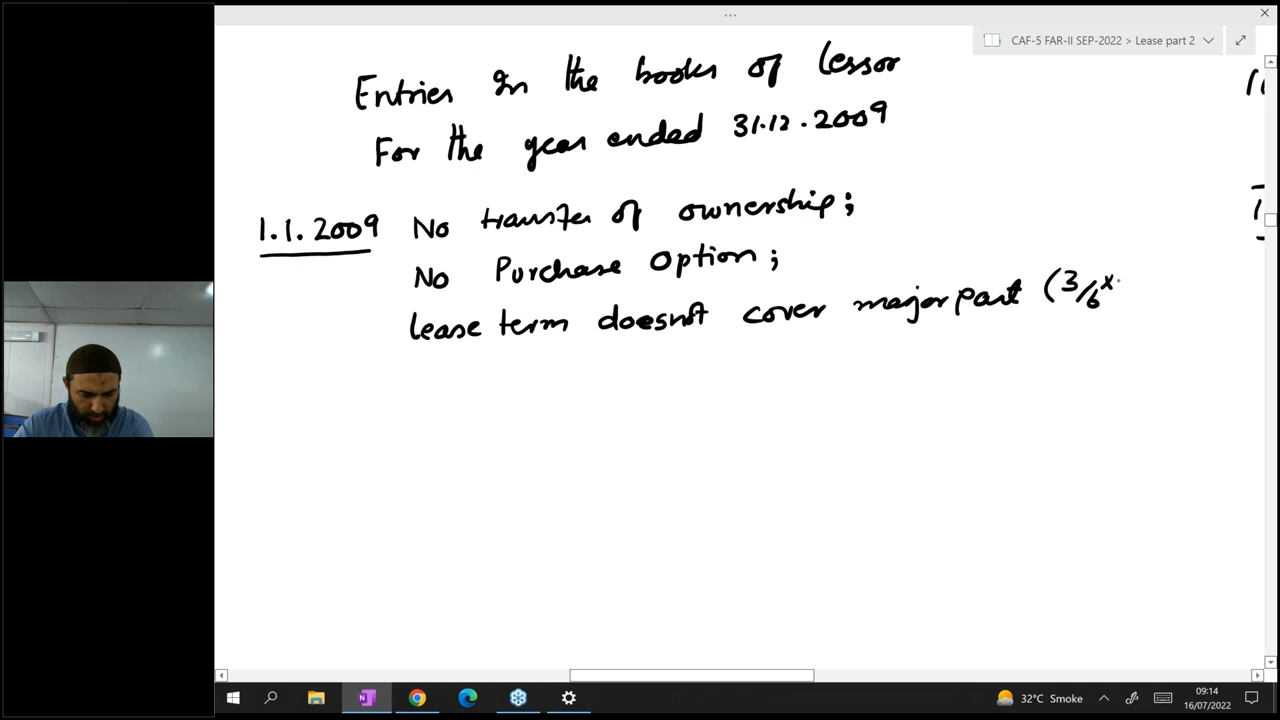 CAF-5 FAR-II SEP-2022 > Lease part 2
Entries In the books of lessor
For the year ended 31.12.2009
1.1.2009 No transfer of ownership;
No Purchase Option;
lease term doesnot cover major part (3/6 x
32°C Smoke
09:14
16/07/2022